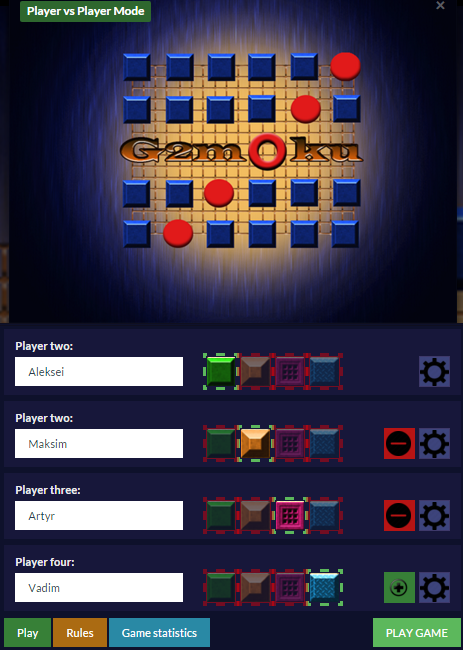 Player vs Player Mode
Gomoku
Player two:
Aleksei
Player two:
Maksim
Player three:
Artyr
Player four:
Vadim
Play
Rules
Game statistics
PLAY GAME